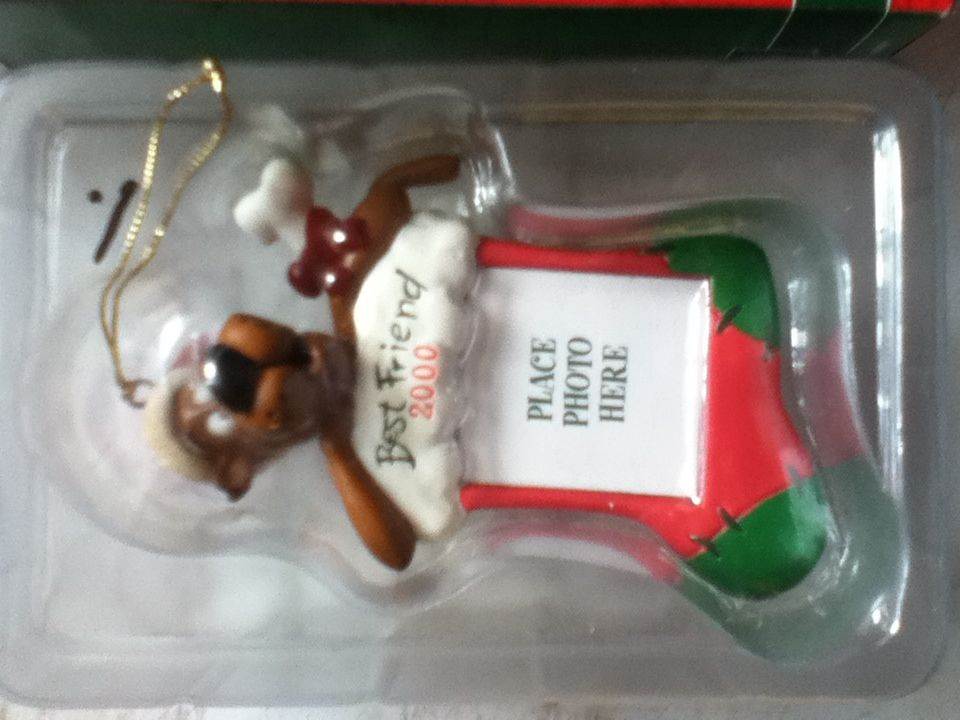 Best Friend
2000
PLACE
PHOTO
HERE